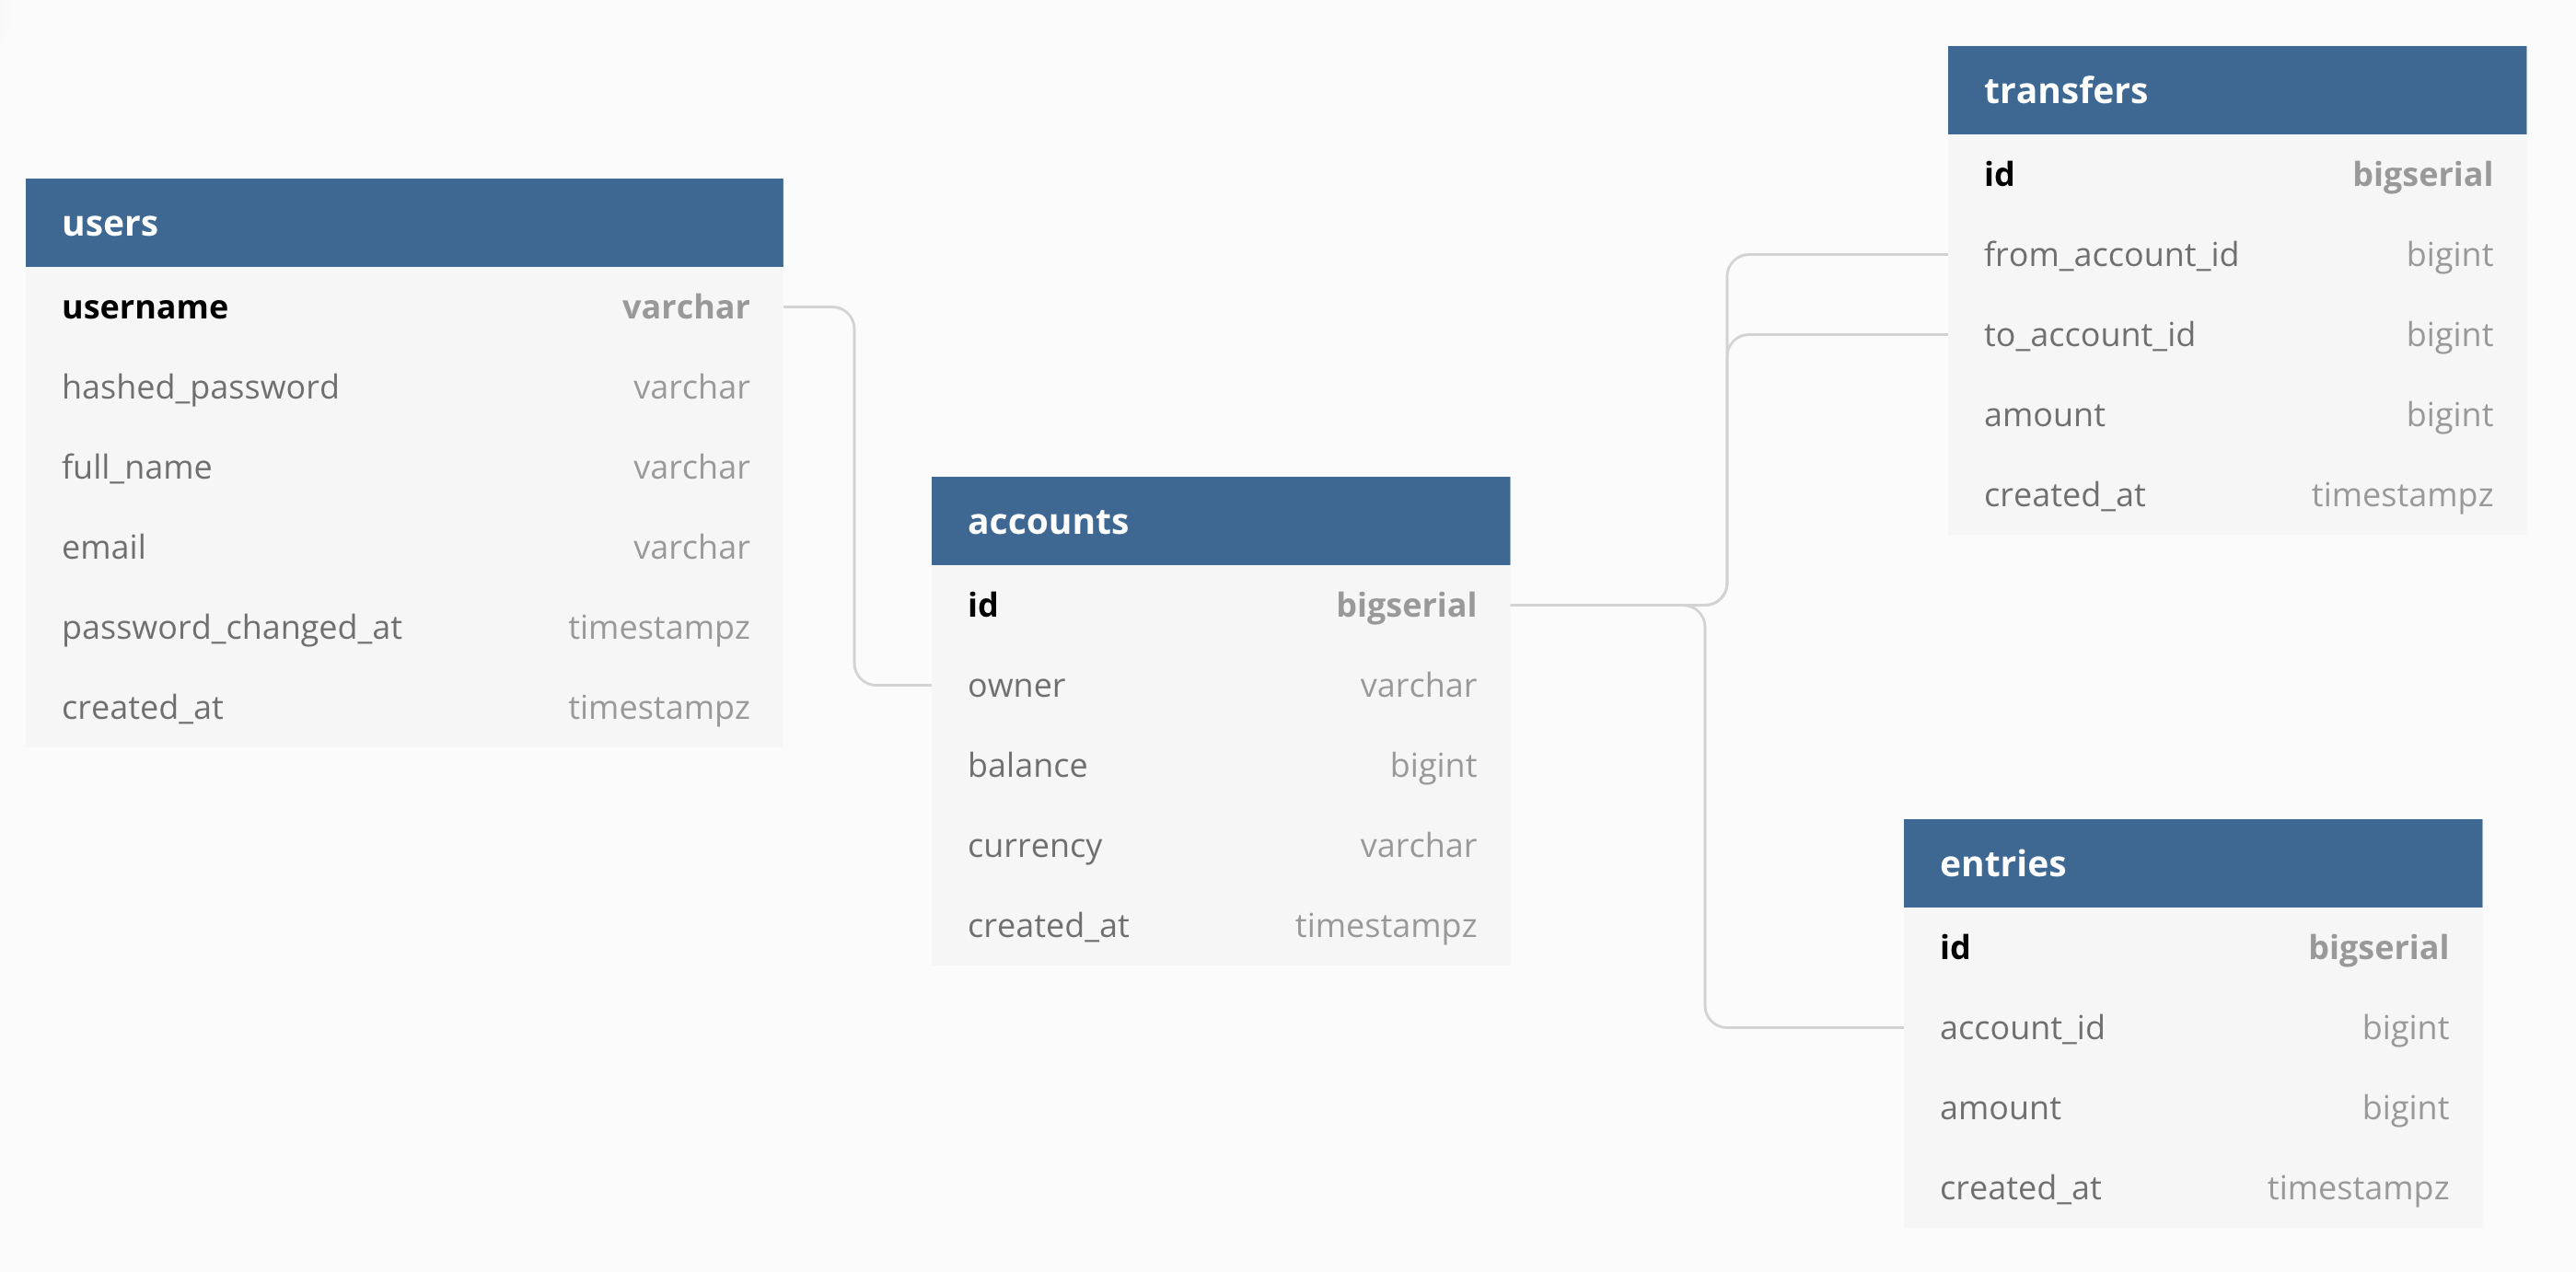 users
username varchar
hashed_password varchar
full_name varchar
email varchar
password_changed_at timestampz
created_at timestampz
accounts
id bigserial
owner varchar
balance bigint
currency varchar
created_at timestampz
transfers
id bigserial
from_account_id bigint
to_account_id bigint
amount bigint
created_at timestampz
entries
id bigserial
account_id bigint
amount bigint
created_at timestampz